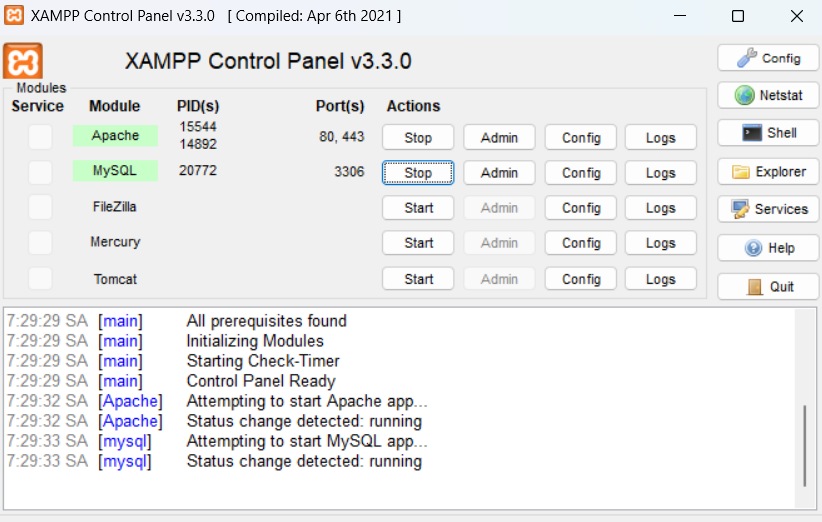 XAMPP Control Panel v3.3.0 [ Compiled: Apr 6th 2021 ]
XAMPP Control Panel v3.3.0
Config
Modules
Service Module PID(s) Port(s) Actions
Netstat
Apache 15544 14892 80, 443 Stop Admin Config Logs
Shell
MySQL 20772 3306 Stop Admin Config Logs
Explorer
FileZilla Start Admin Config Logs
Services
Mercury Start Admin Config Logs
Help
Tomcat Start Admin Config Logs
Quit
7:29:29 SA [main] All prerequisites found
7:29:29 SA [main] Initializing Modules
7:29:29 SA [main] Starting Check-Timer
7:29:29 SA [main] Control Panel Ready
7:29:32 SA [Apache] Attempting to start Apache app...
7:29:32 SA [Apache] Status change detected: running
7:29:33 SA [mysql] Attempting to start MySQL app...
7:29:33 SA [mysql] Status change detected: running